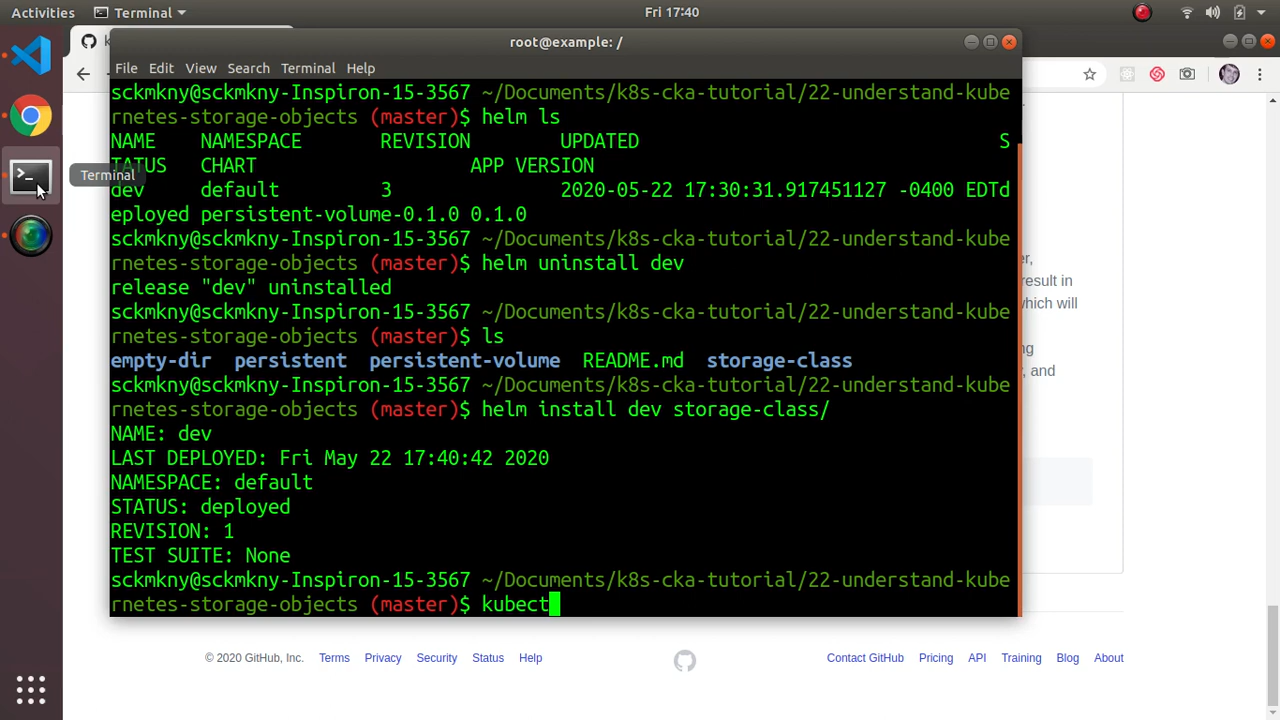 Activities Terminal Fri 17:40
root@example: /
File Edit View Search Terminal Help
sckmkny@sckmkny-Inspiron-15-3567 ~/Documents/k8s-cka-tutorial/22-understand-kube
rnetes-storage-objects (master)$ helm ls
NAME NAMESPACE REVISION UPDATED S
TATUS CHART APP VERSION
dev default 3 2020-05-22 17:30:31.917451127 -0400 EDTd
eployed persistent-volume-0.1.0 0.1.0
sckmkny@sckmkny-Inspiron-15-3567 ~/Documents/k8s-cka-tutorial/22-understand-kube
rnetes-storage-objects (master)$ helm uninstall dev
release "dev" uninstalled
sckmkny@sckmkny-Inspiron-15-3567 ~/Documents/k8s-cka-tutorial/22-understand-kube
rnetes-storage-objects (master)$ ls
empty-dir persistent persistent-volume README.md storage-class
sckmkny@sckmkny-Inspiron-15-3567 ~/Documents/k8s-cka-tutorial/22-understand-kube
rnetes-storage-objects (master)$ helm install dev storage-class/
NAME: dev
LAST DEPLOYED: Fri May 22 17:40:42 2020
NAMESPACE: default
STATUS: deployed
REVISION: 1
TEST SUITE: None
sckmkny@sckmkny-Inspiron-15-3567 ~/Documents/k8s-cka-tutorial/22-understand-kube
rnetes-storage-objects (master)$ kubect
Terminal
result in
which will
, and
© 2020 GitHub, Inc. Terms Privacy Security Status Help Contact GitHub Pricing API Training Blog About